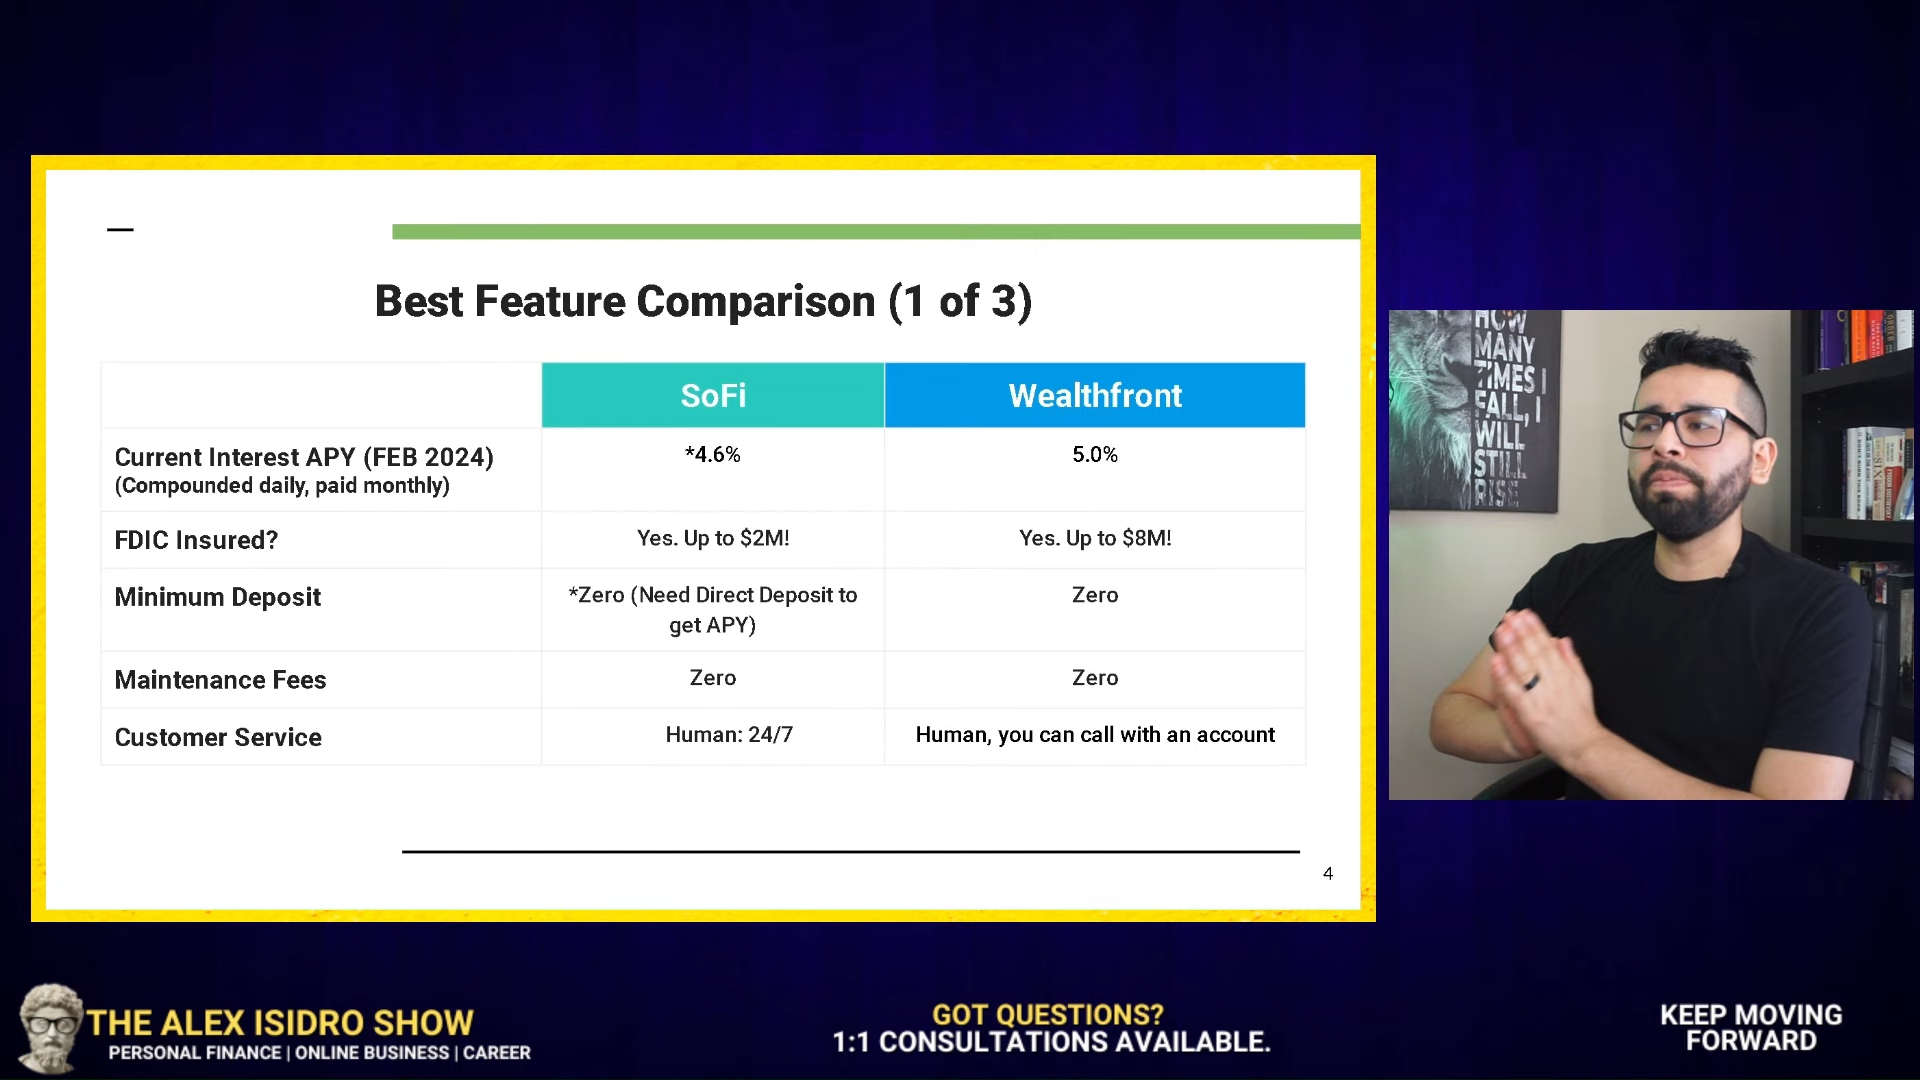 Best Feature Comparison (1 of 3)
SoFi
Wealthfront
Current Interest APY (FEB 2024)
(Compounded daily, paid monthly)
*4.6%
5.0%
FDIC Insured?
Yes. Up to $2M!
Yes. Up to $8M!
Minimum Deposit
*Zero (Need Direct Deposit to
get APY)
Zero
Maintenance Fees
Zero
Zero
Customer Service
Human: 24/7
Human, you can call with an account
4
HOW
MANY
TIMES I
FALL, I
WILL
STILL
RISE
THE ALEX ISIDRO SHOW
PERSONAL FINANCE | ONLINE BUSINESS | CAREER
GOT QUESTIONS?
1:1 CONSULTATIONS AVAILABLE.
KEEP MOVING
FORWARD